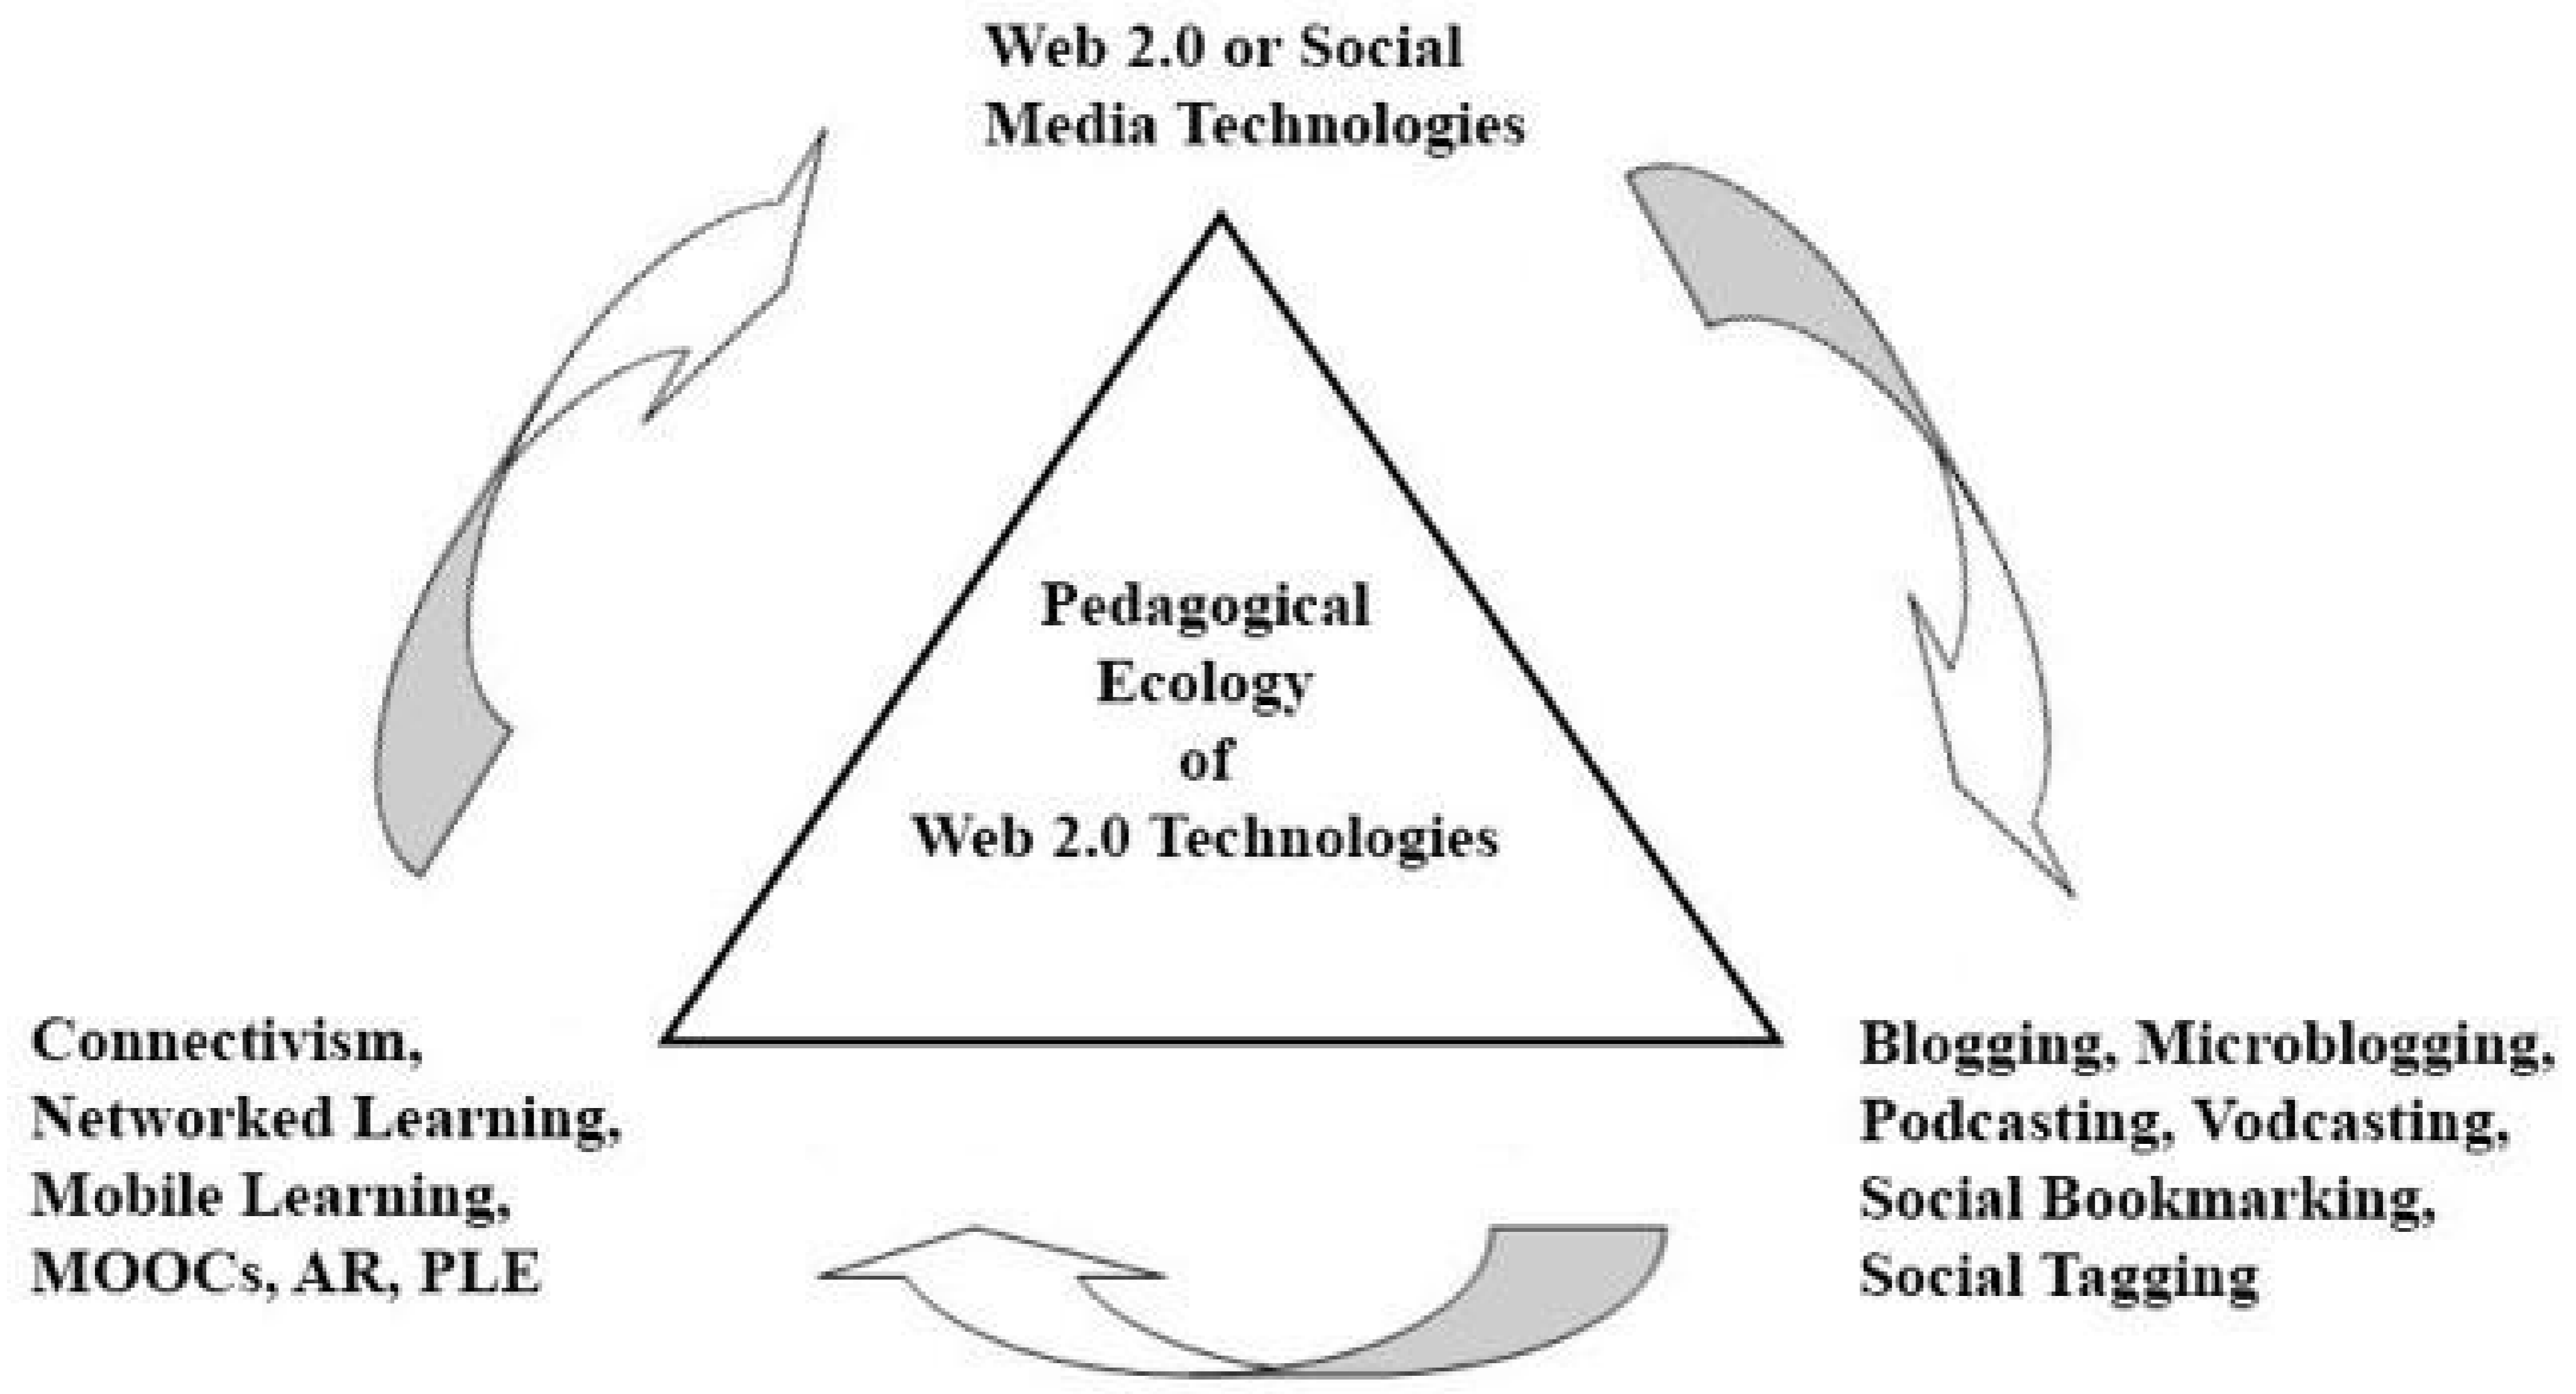 Web 2.0 or Social
Media Technologies
Pedagogical
Ecology
of
Web 2.0 Technologies
Connectivism,
Networked Learning,
Mobile Learning,
MOOCs, AR, PLE
Blogging, Microblogging,
Podcasting, Vodcasting,
Social Bookmarking,
Social Tagging